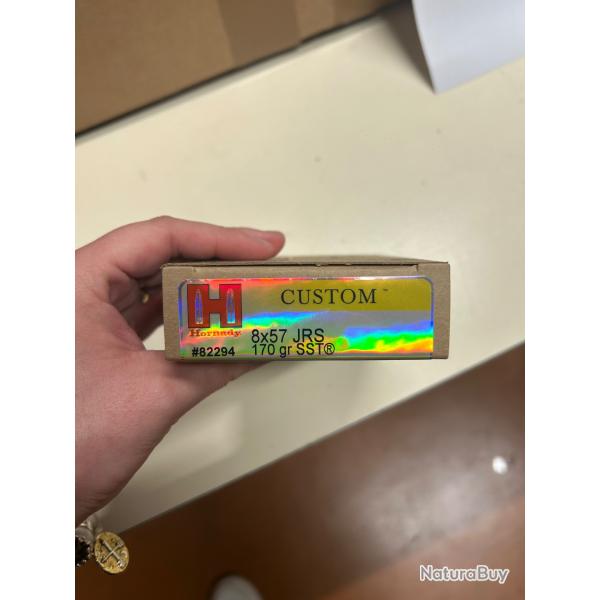 CUSTOM™
Hornady
8x57 JRS
#82294
170 gr SST®
NaturaBuy